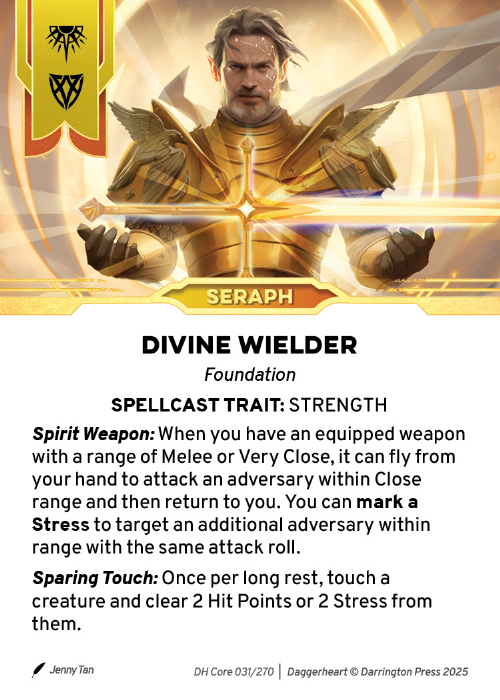 SERAPH
DIVINE WIELDER
Foundation
SPELLCAST TRAIT: STRENGTH
Spirit Weapon: When you have an equipped weapon
with a range of Melee or Very Close, it can fly from
your hand to attack an adversary within Close
range and then return to you. You can mark a
Stress to target an additional adversary within
range with the same attack roll.
Sparing Touch: Once per long rest, touch a
creature and clear 2 Hit Points or 2 Stress from
them.
Jenny Tan
DH Core 031/270 | Daggerheart © Darrington Press 2025